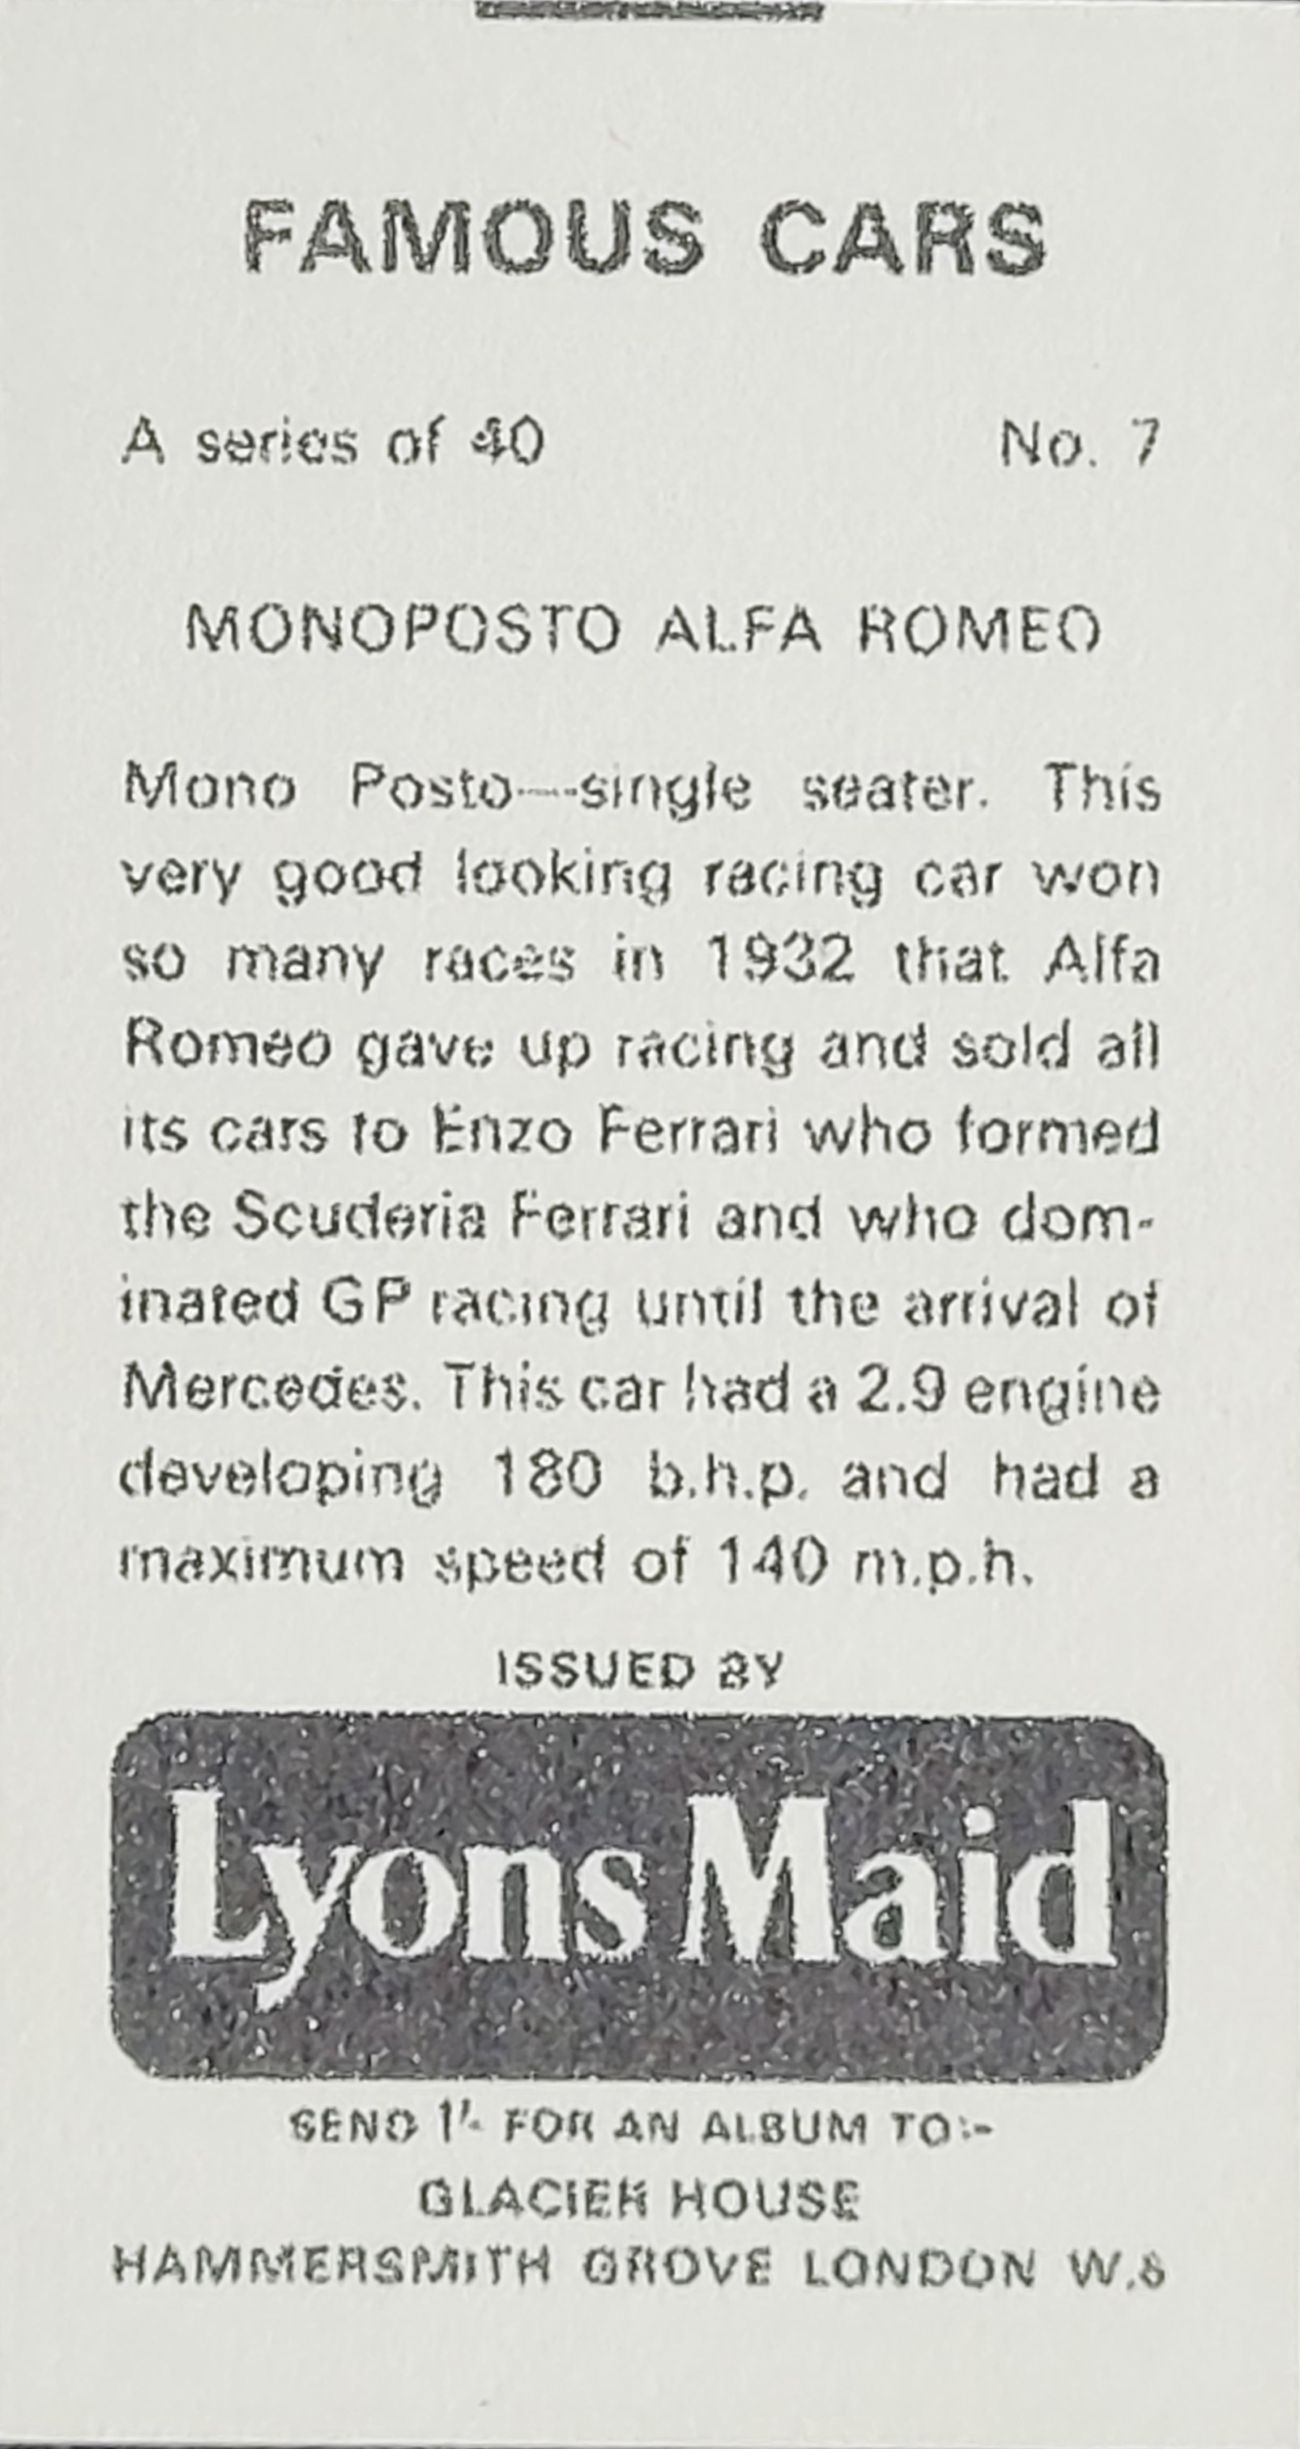 FAMOUS CARS
A series of 40 No. 7
MONOPOSTO ALFA ROMEO
Mono Posto—single seater. This
very good looking racing car won
so many races in 1932 that Alfa
Romeo gave up racing and sold all
its cars to Enzo Ferrari who formed
the Scuderia Ferrari and who dom-
inated GP racing until the arrival of
Mercedes. This car had a 2.9 engine
developing 180 b.h.p. and had a
maximum speed of 140 m.p.h.
ISSUED BY
Lyons Maid
SEND 1/- FOR AN ALBUM TO:-
GLACIER HOUSE
HAMMERSMITH GROVE LONDON W.6